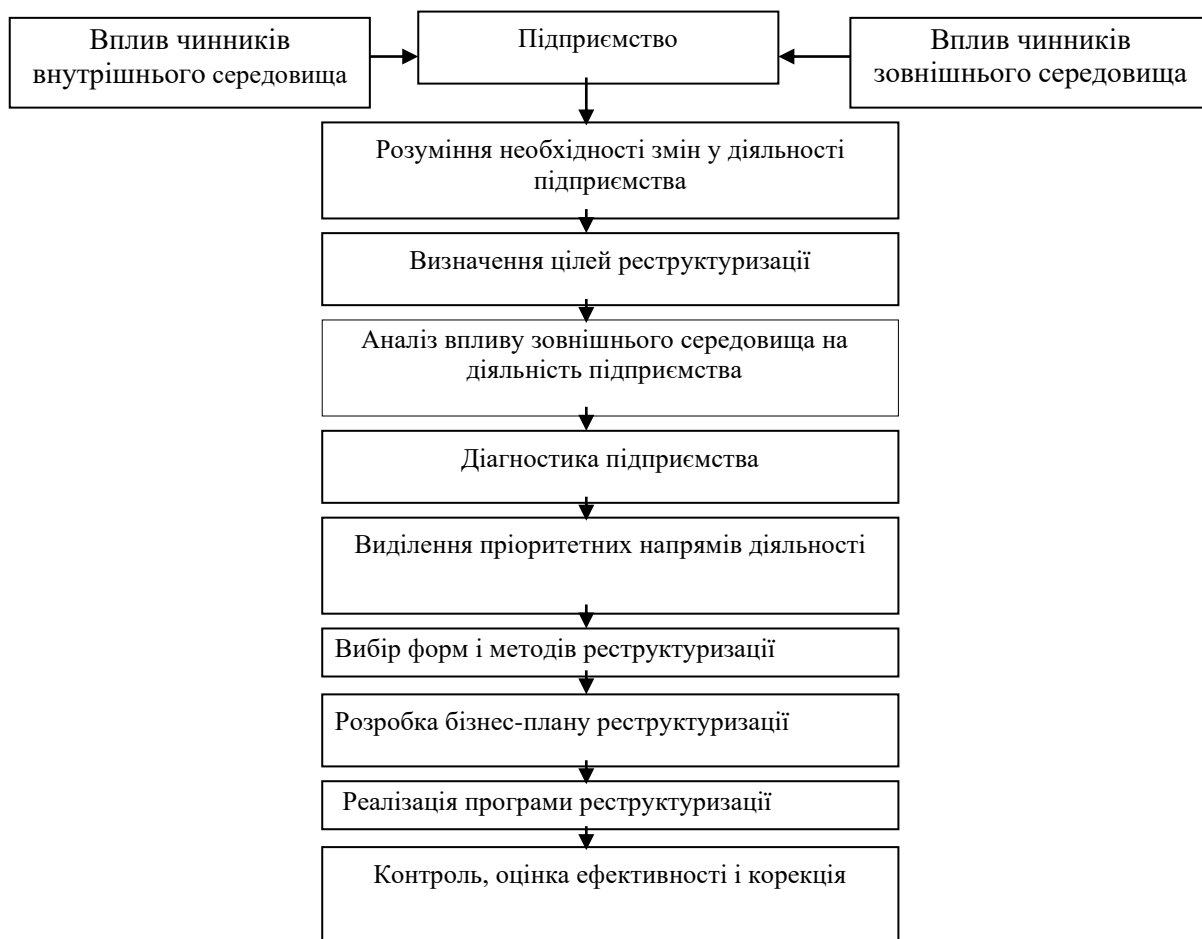 Вплив чинників
внутрішнього середовища
Підприємство
Вплив чинників
зовнішнього середовища
Розуміння необхідності змін у діяльності
підприємства
Визначення цілей реструктуризації
Аналіз впливу зовнішнього середовища на
діяльність підприємства
Діагностика підприємства
Виділення пріоритетних напрямів діяльності
Вибір форм і методів реструктуризації
Розробка бізнес-плану реструктуризації
Реалізація програми реструктуризації
Контроль, оцінка ефективності і корекція